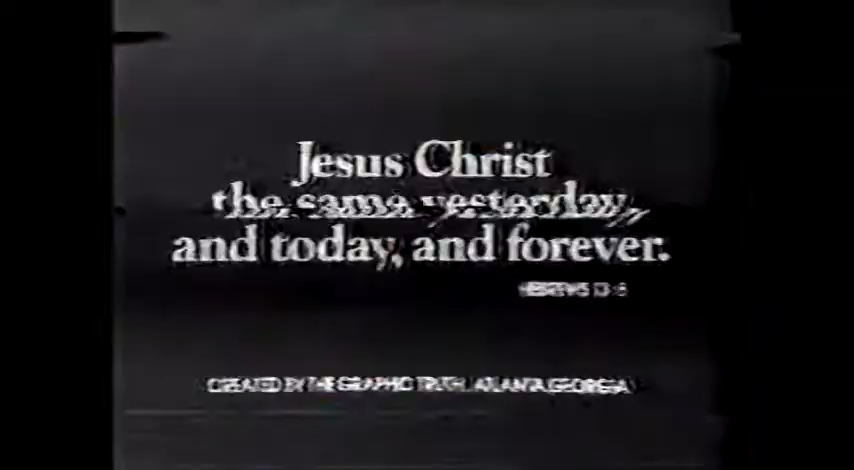 Jesus Christ
the same yesterday,
and today, and forever.
HEBREWS 13:8
CREATED BY THE GRAPHIC TRUTH, ATLANTA GEORGIA